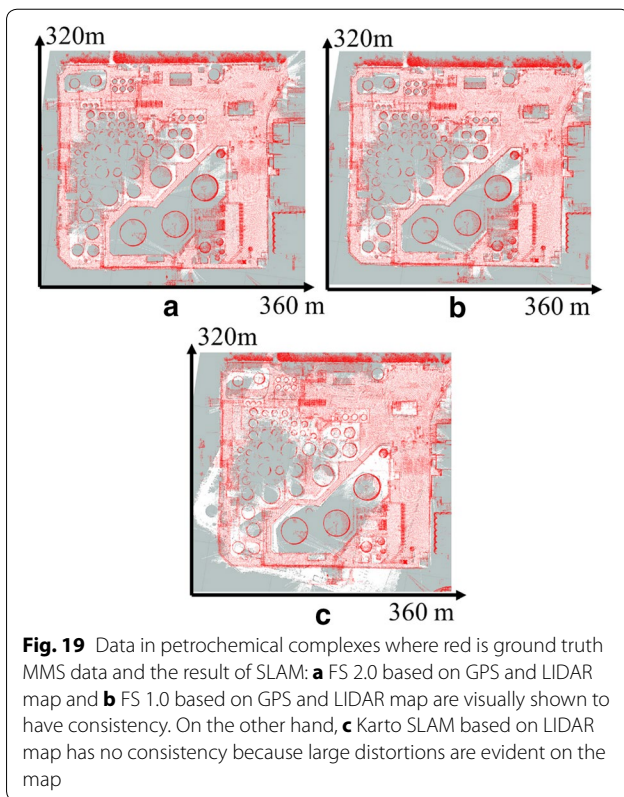 320m
320m
360 m
360 m
a
b
320m
360 m
c
Fig. 19 Data in petrochemical complexes where red is ground truth
MMS data and the result of SLAM: a FS 2.0 based on GPS and LIDAR
map and b FS 1.0 based on GPS and LIDAR map are visually shown to
have consistency. On the other hand, c Karto SLAM based on LIDAR
map has no consistency because large distortions are evident on the
map